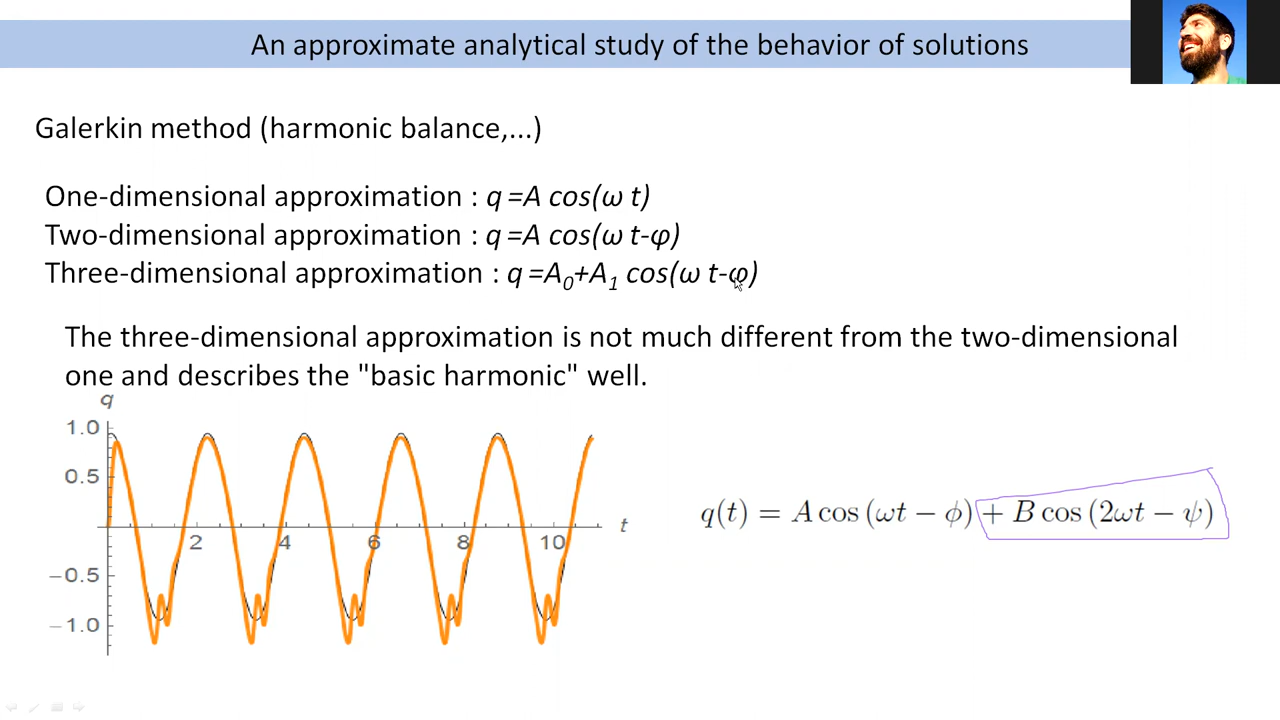 An approximate analytical study of the behavior of solutions
Galerkin method (harmonic balance,...)
One-dimensional approximation : q =A cos(ω t)
Two-dimensional approximation : q =A cos(ω t-φ)
Three-dimensional approximation : q =A₀+A₁ cos(ω t-φ)
The three-dimensional approximation is not much different from the two-dimensional
one and describes the "basic harmonic" well.
q
1.0
0.5
−0.5
−1.0
2 4 6 8 10 t
q(t) = A cos (ωt − ϕ) + B cos (2ωt − ψ)